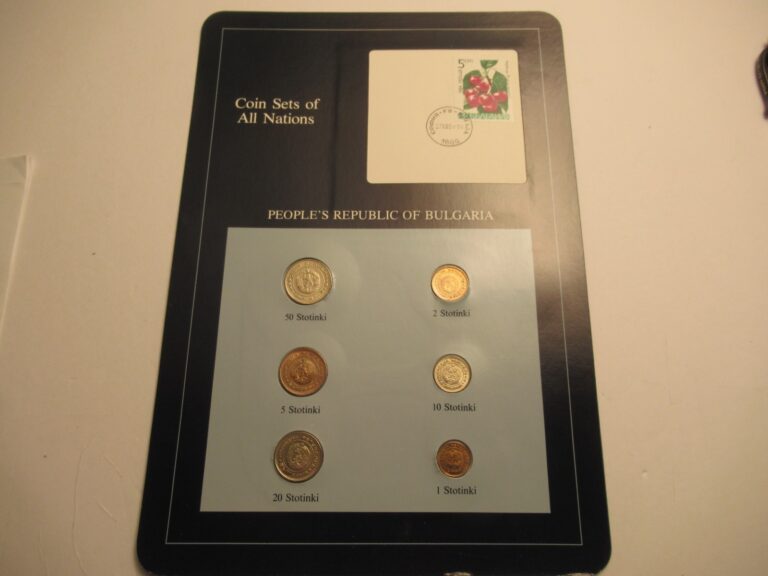 Coin Sets of
All Nations
5
PEOPLE'S REPUBLIC OF BULGARIA
50 Stotinki
2 Stotinki
5 Stotinki
10 Stotinki
20 Stotinki
1 Stotinki